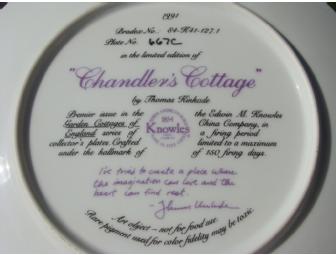 1991
Bradex No. 84-K41-127.1
Plate No. 667C
in the limited edition of
"Chandler's Cottage"
by Thomas Kinkade
Premier issue in the
Garden Cottages of
England series of
collector's plates. Crafted
under the hallmark of
Knowles
the Edwin M. Knowles
China Company, in
a firing period
limited to a maximum
of 150 firing days.
I've tried to create a place where
the imagination can live and the
heart can find rest.
- Thomas Kinkade
Art object - not for food use.
Rare pigment used for color fidelity may be toxic.